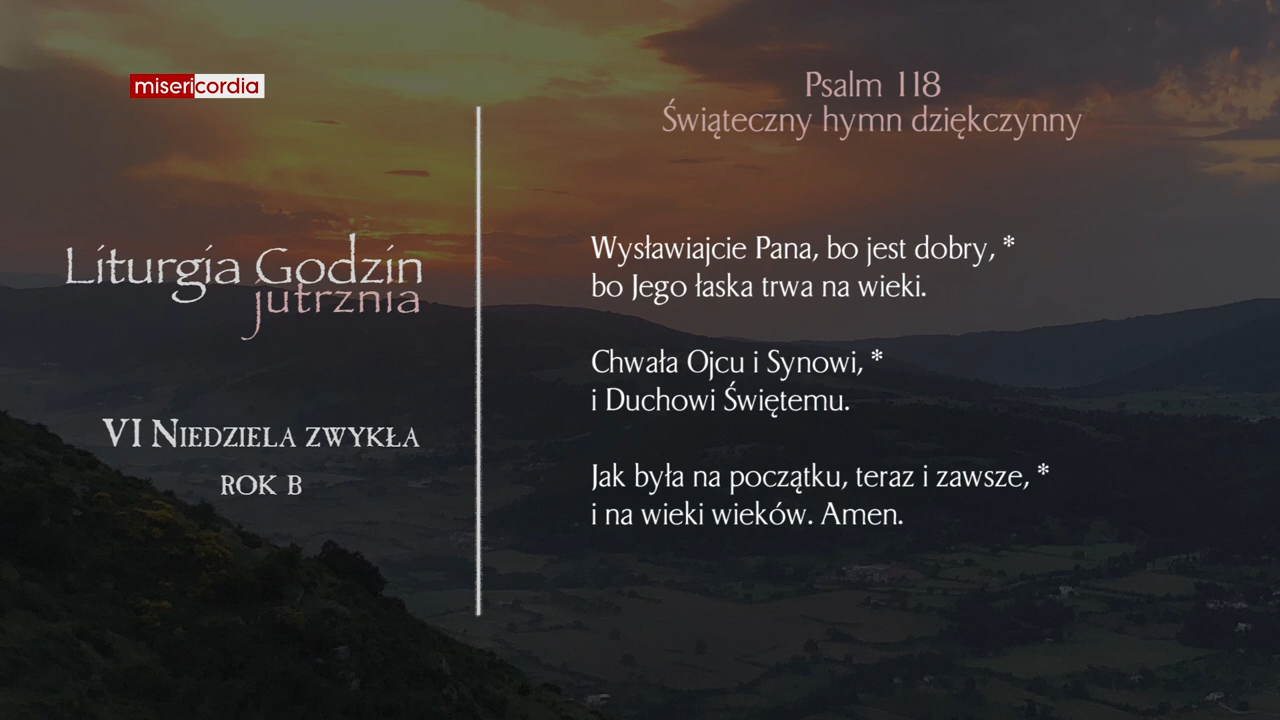 misericordia
Liturgia Godzin
jutrznia
VI Niedziela zwykła
rok B
Psalm 118
Świąteczny hymn dziękczynny
Wysławiajcie Pana, bo jest dobry, *
bo Jego łaska trwa na wieki.
Chwała Ojcu i Synowi, *
i Duchowi Świętemu.
Jak była na początku, teraz i zawsze, *
i na wieki wieków. Amen.